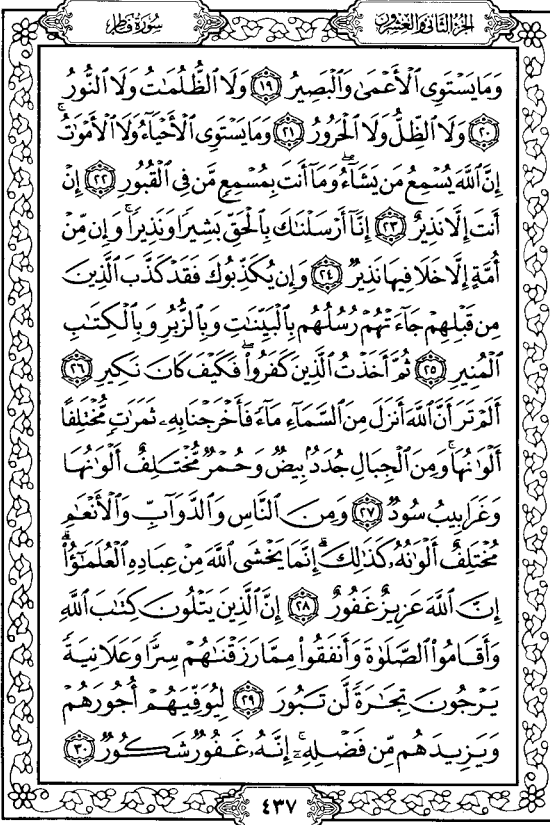 سورة فاطر
الجزء الثاني والعشرون
وَمَا يَسْتَوِي ٱلْأَعْمَىٰ وَٱلْبَصِيرُ ١٩ وَلَا ٱلظُّلُمَٰتُ وَلَا ٱلنُّورُ
٢٠ وَلَا ٱلظِّلُّ وَلَا ٱلْحَرُورُ ٢١ وَمَا يَسْتَوِي ٱلْأَحْيَآءُ وَلَا ٱلْأَمْوَٰتُۚ
إِنَّ ٱللَّهَ يُسْمِعُ مَن يَشَآءُۖ وَمَآ أَنتَ بِمُسْمِعٍ مَّن فِي ٱلْقُبُورِ ٢٢ إِنْ
أَنتَ إِلَّا نَذِيرٌ ٢٣ إِنَّآ أَرْسَلْنَٰكَ بِٱلْحَقِّ بَشِيرًا وَنَذِيرًاۚ وَإِن مِّنْ
أُمَّةٍ إِلَّا خَلَا فِيهَا نَذِيرٌ ٢٤ وَإِن يُكَذِّبُوكَ فَقَدْ كَذَّبَ ٱلَّذِينَ
مِن قَبْلِهِمْ جَآءَتْهُمْ رُسُلُهُم بِٱلْبَيِّنَٰتِ وَبِٱلزُّبُرِ وَبِٱلْكِتَٰبِ
ٱلْمُنِيرِ ٢٥ ثُمَّ أَخَذْتُ ٱلَّذِينَ كَفَرُوا۟ۖ فَكَيْفَ كَانَ نَكِيرِ ٢٦
أَلَمْ تَرَ أَنَّ ٱللَّهَ أَنزَلَ مِنَ ٱلسَّمَآءِ مَآءً فَأَخْرَجْنَا بِهِۦ ثَمَرَٰتٍ مُّخْتَلِفًا
أَلْوَٰنُهَاۚ وَمِنَ ٱلْجِبَالِ جُدَدٌۢ بِيضٌ وَحُمْرٌ مُّخْتَلِفٌ أَلْوَٰنُهَا
وَغَرَابِيبُ سُودٌ ٢٧ وَمِنَ ٱلنَّاسِ وَٱلدَّوَآبِّ وَٱلْأَنْعَٰمِ
مُخْتَلِفٌ أَلْوَٰنُهُۥ كَذَٰلِكَۗ إِنَّمَا يَخْشَى ٱللَّهَ مِنْ عِبَادِهِ ٱلْعُلَمَٰٓؤُا۟ۗ
إِنَّ ٱللَّهَ عَزِيزٌ غَفُورٌ ٢٨ إِنَّ ٱلَّذِينَ يَتْلُونَ كِتَٰبَ ٱللَّهِ
وَأَقَامُوا۟ ٱلصَّلَوٰةَ وَأَنفَقُوا۟ مِمَّا رَزَقْنَٰهُمْ سِرًّا وَعَلَانِيَةً
يَرْجُونَ تِجَٰرَةً لَّن تَبُورَ ٢٩ لِيُوَفِّيَهُمْ أُجُورَهُمْ
وَيَزِيدَهُم مِّن فَضْلِهِۦٓۚ إِنَّهُۥ غَفُورٌ شَكُورٌ ٣٠
٤٣٧